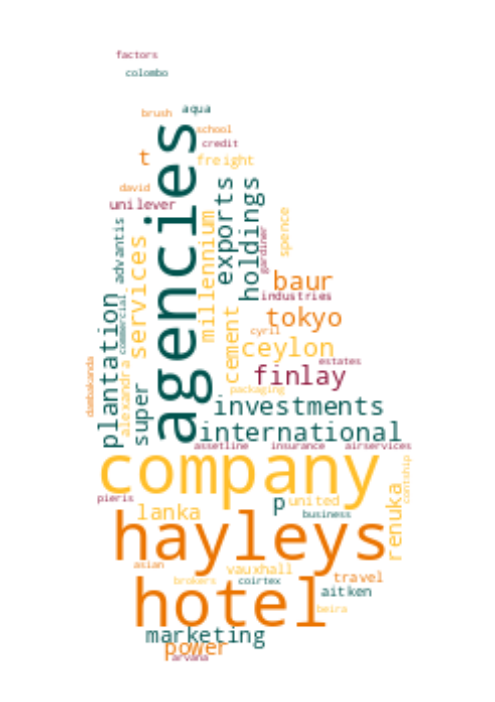 factors
colombo
aqua
brush
school
credit
t
freight
david
unilever
agencies
exports
holdings
millennium
spence
gardiner
advantis
services
baur
industries
plantation
commercial
tokyo
cement
cyril
ceylon
estates
dambakanda
alexandra
finlay
super
packaging
investments
international
assetline
insurance
airservices
company
contship
pieris
p
united
renuka
lanka
business
hayleys
asian
vauxhall
travel
brokers
coirtex
aitken
hotel
beira
marketing
power
arvana